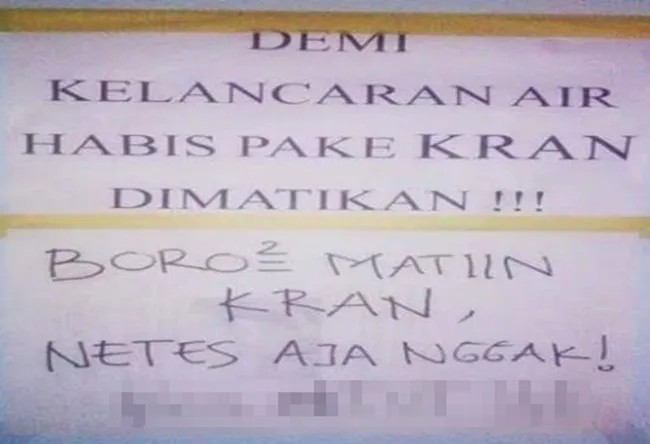 DEMI
KELANCARAN AIR
HABIS PAKE KRAN
DIMATIKAN !!!
BORO² MATIIN
KRAN,
NETES AJA NGGAK!